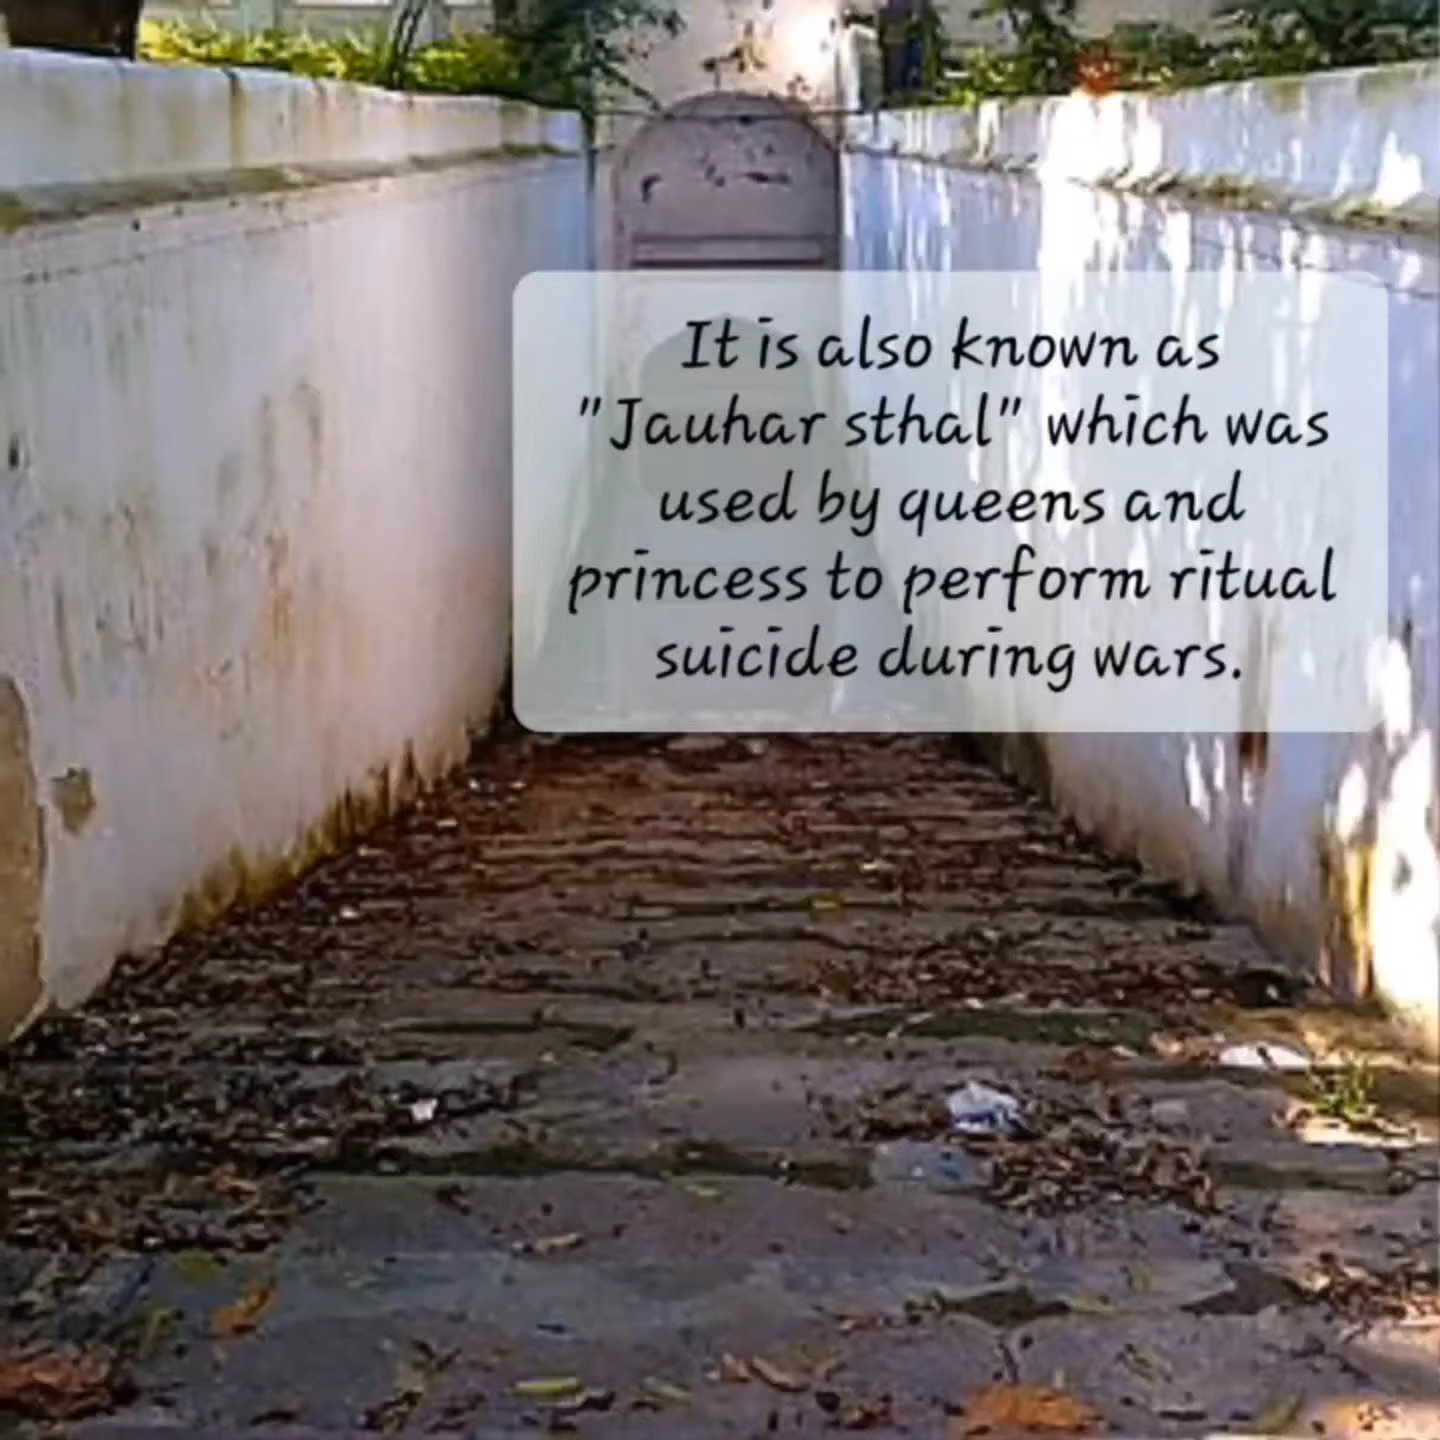 It is also known as
"Jauhar sthal" which was
used by queens and
princess to perform ritual
suicide during wars.